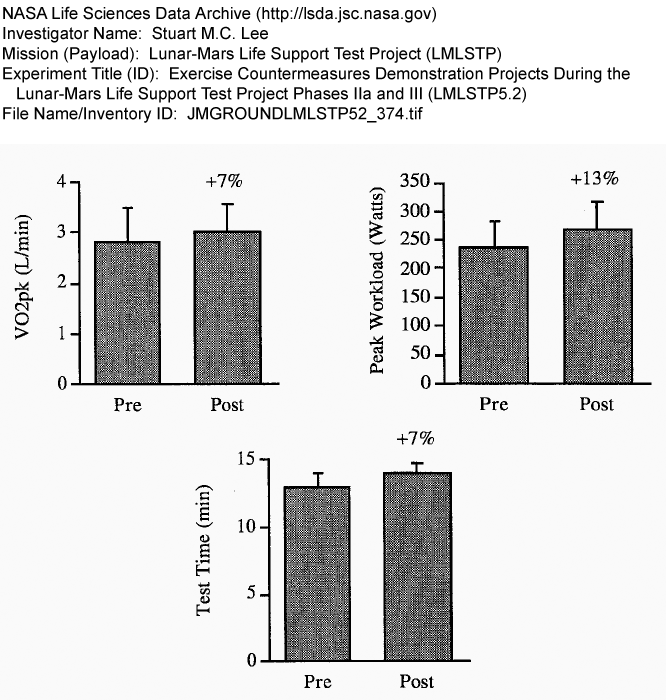 NASA Life Sciences Data Archive (http://lsda.jsc.nasa.gov)
Investigator Name:  Stuart M.C. Lee
Mission (Payload):  Lunar-Mars Life Support Test Project (LMLSTP)
Experiment Title (ID):  Exercise Countermeasures Demonstration Projects During the
Lunar-Mars Life Support Test Project Phases IIa and III (LMLSTP5.2)
File Name/Inventory ID:  JMGROUNDLMLSTP52_374.tif
VO2pk (L/min)
4
3
2
1
0
+7%
Pre
Post
Peak Workload (Watts)
350
300
250
200
150
100
50
0
+13%
Pre
Post
Test Time (min)
15
10
5
0
+7%
Pre
Post